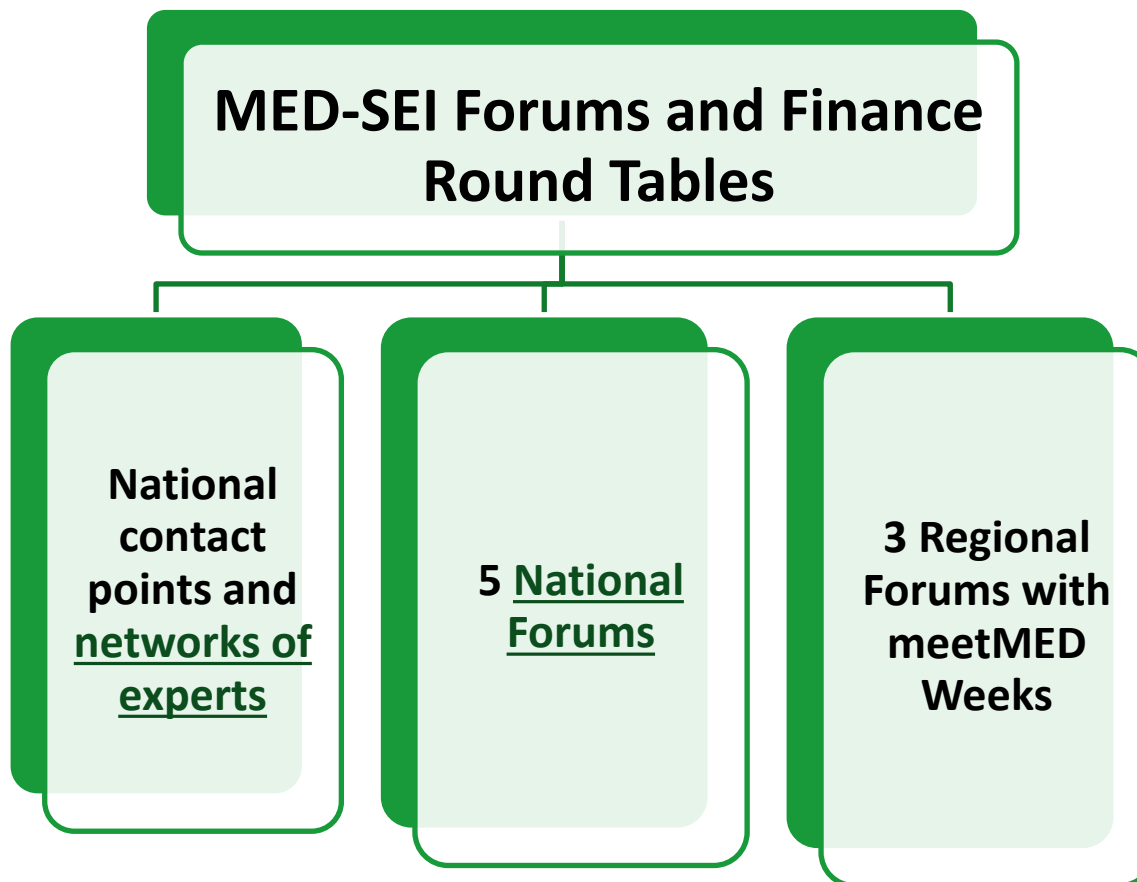 MED-SEI Forums and Finance
Round Tables
National
contact
points and
networks of
experts
5 National
Forums
3 Regional
Forums with
meetMED
Weeks